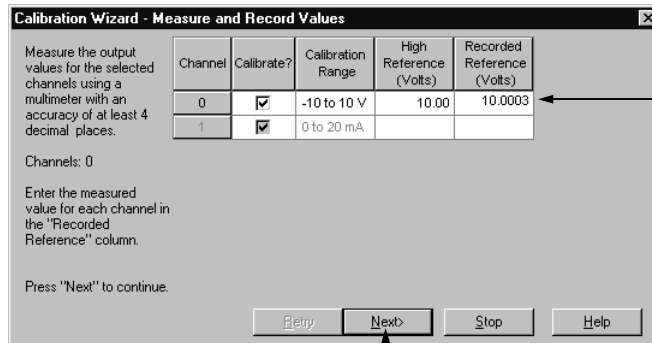 Calibration Wizard - Measure and Record Values
Measure the output
values for the selected
channels using a
multimeter with an
accuracy of at least 4
decimal places.
Channels: 0
Enter the measured
value for each channel in
the "Recorded
Reference" column.
Press "Next" to continue.
Channel Calibrate? Calibration Range High Reference (Volts) Recorded Reference (Volts)
0 -10 to 10 V 10.00 10.0003
1 0 to 20 mA
Retry Next> Stop Help